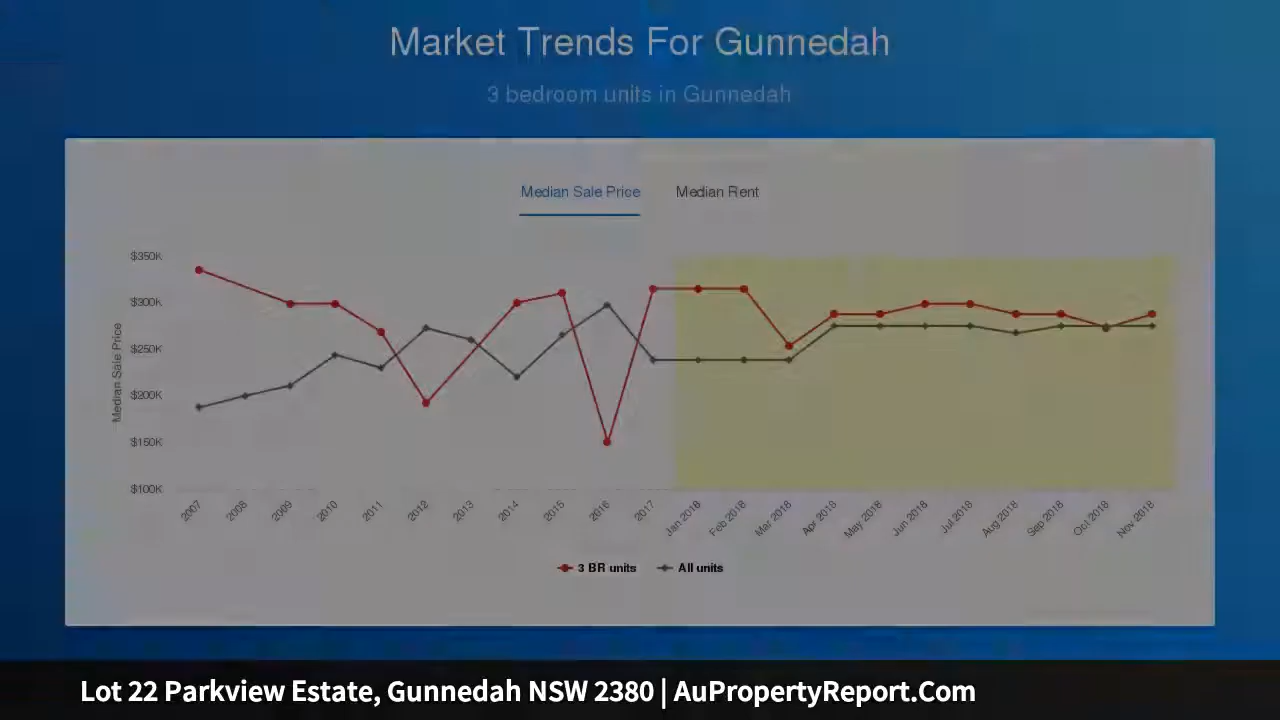 Market Trends For Gunnedah
3 bedroom units in Gunnedah
Median Sale Price Median Rent
Median Sale Price
$350K
$300K
$250K
$200K
$150K
$100K
2007 2008 2009 2010 2011 2012 2013 2014 2015 2016 2017 Jan 2018 Feb 2018 Mar 2018 Apr 2018 May 2018 Jun 2018 Jul 2018 Aug 2018 Sep 2018 Oct 2018 Nov 2018
3 BR units All units
Lot 22 Parkview Estate, Gunnedah NSW 2380 | AuPropertyReport.Com